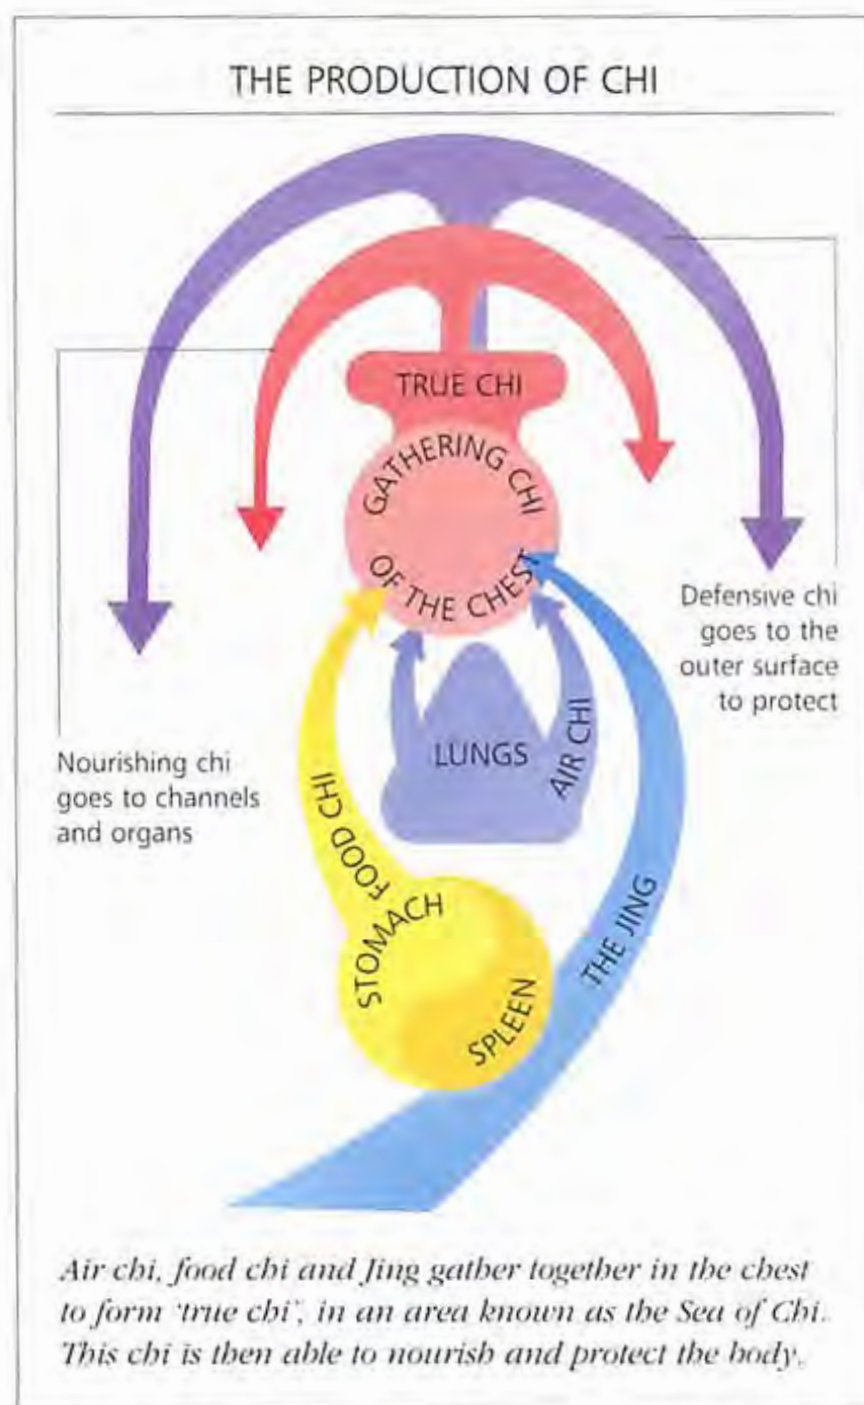 THE PRODUCTION OF CHI
TRUE CHI
GATHERING CHI
OF THE CHEST
Defensive chi
goes to the
outer surface
to protect
LUNGS
AIR CHI
Nourishing chi
goes to channels
and organs
FOOD CHI
STOMACH
THE JING
SPLEEN
Air chi, food chi and Jing gather together in the chest
to form ‘true chi’, in an area known as the Sea of Chi.
This chi is then able to nourish and protect the body.